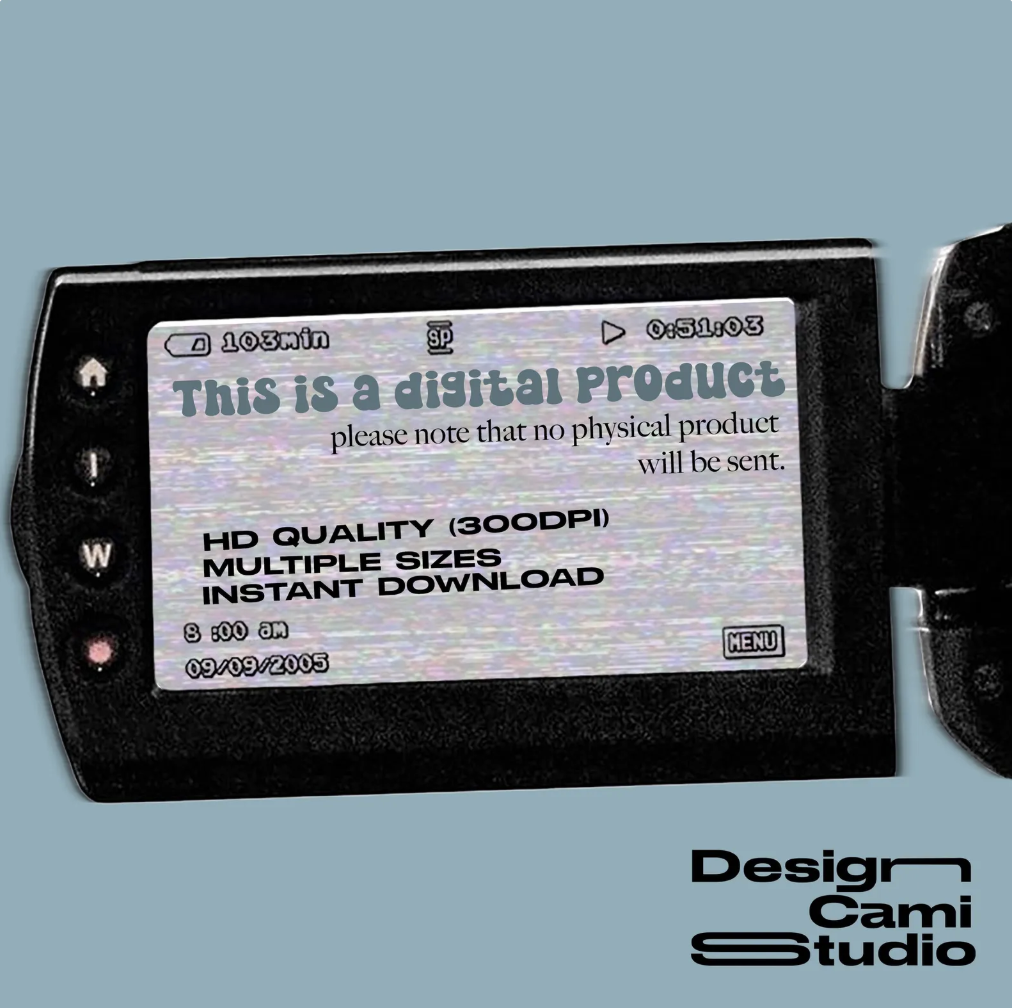 103min
SP
0:51:03
This is a digital product
please note that no physical product
will be sent.
HD QUALITY (300DPI)
MULTIPLE SIZES
INSTANT DOWNLOAD
8 :00 am
09/09/2005
MENU
W
Design
Cami
Studio